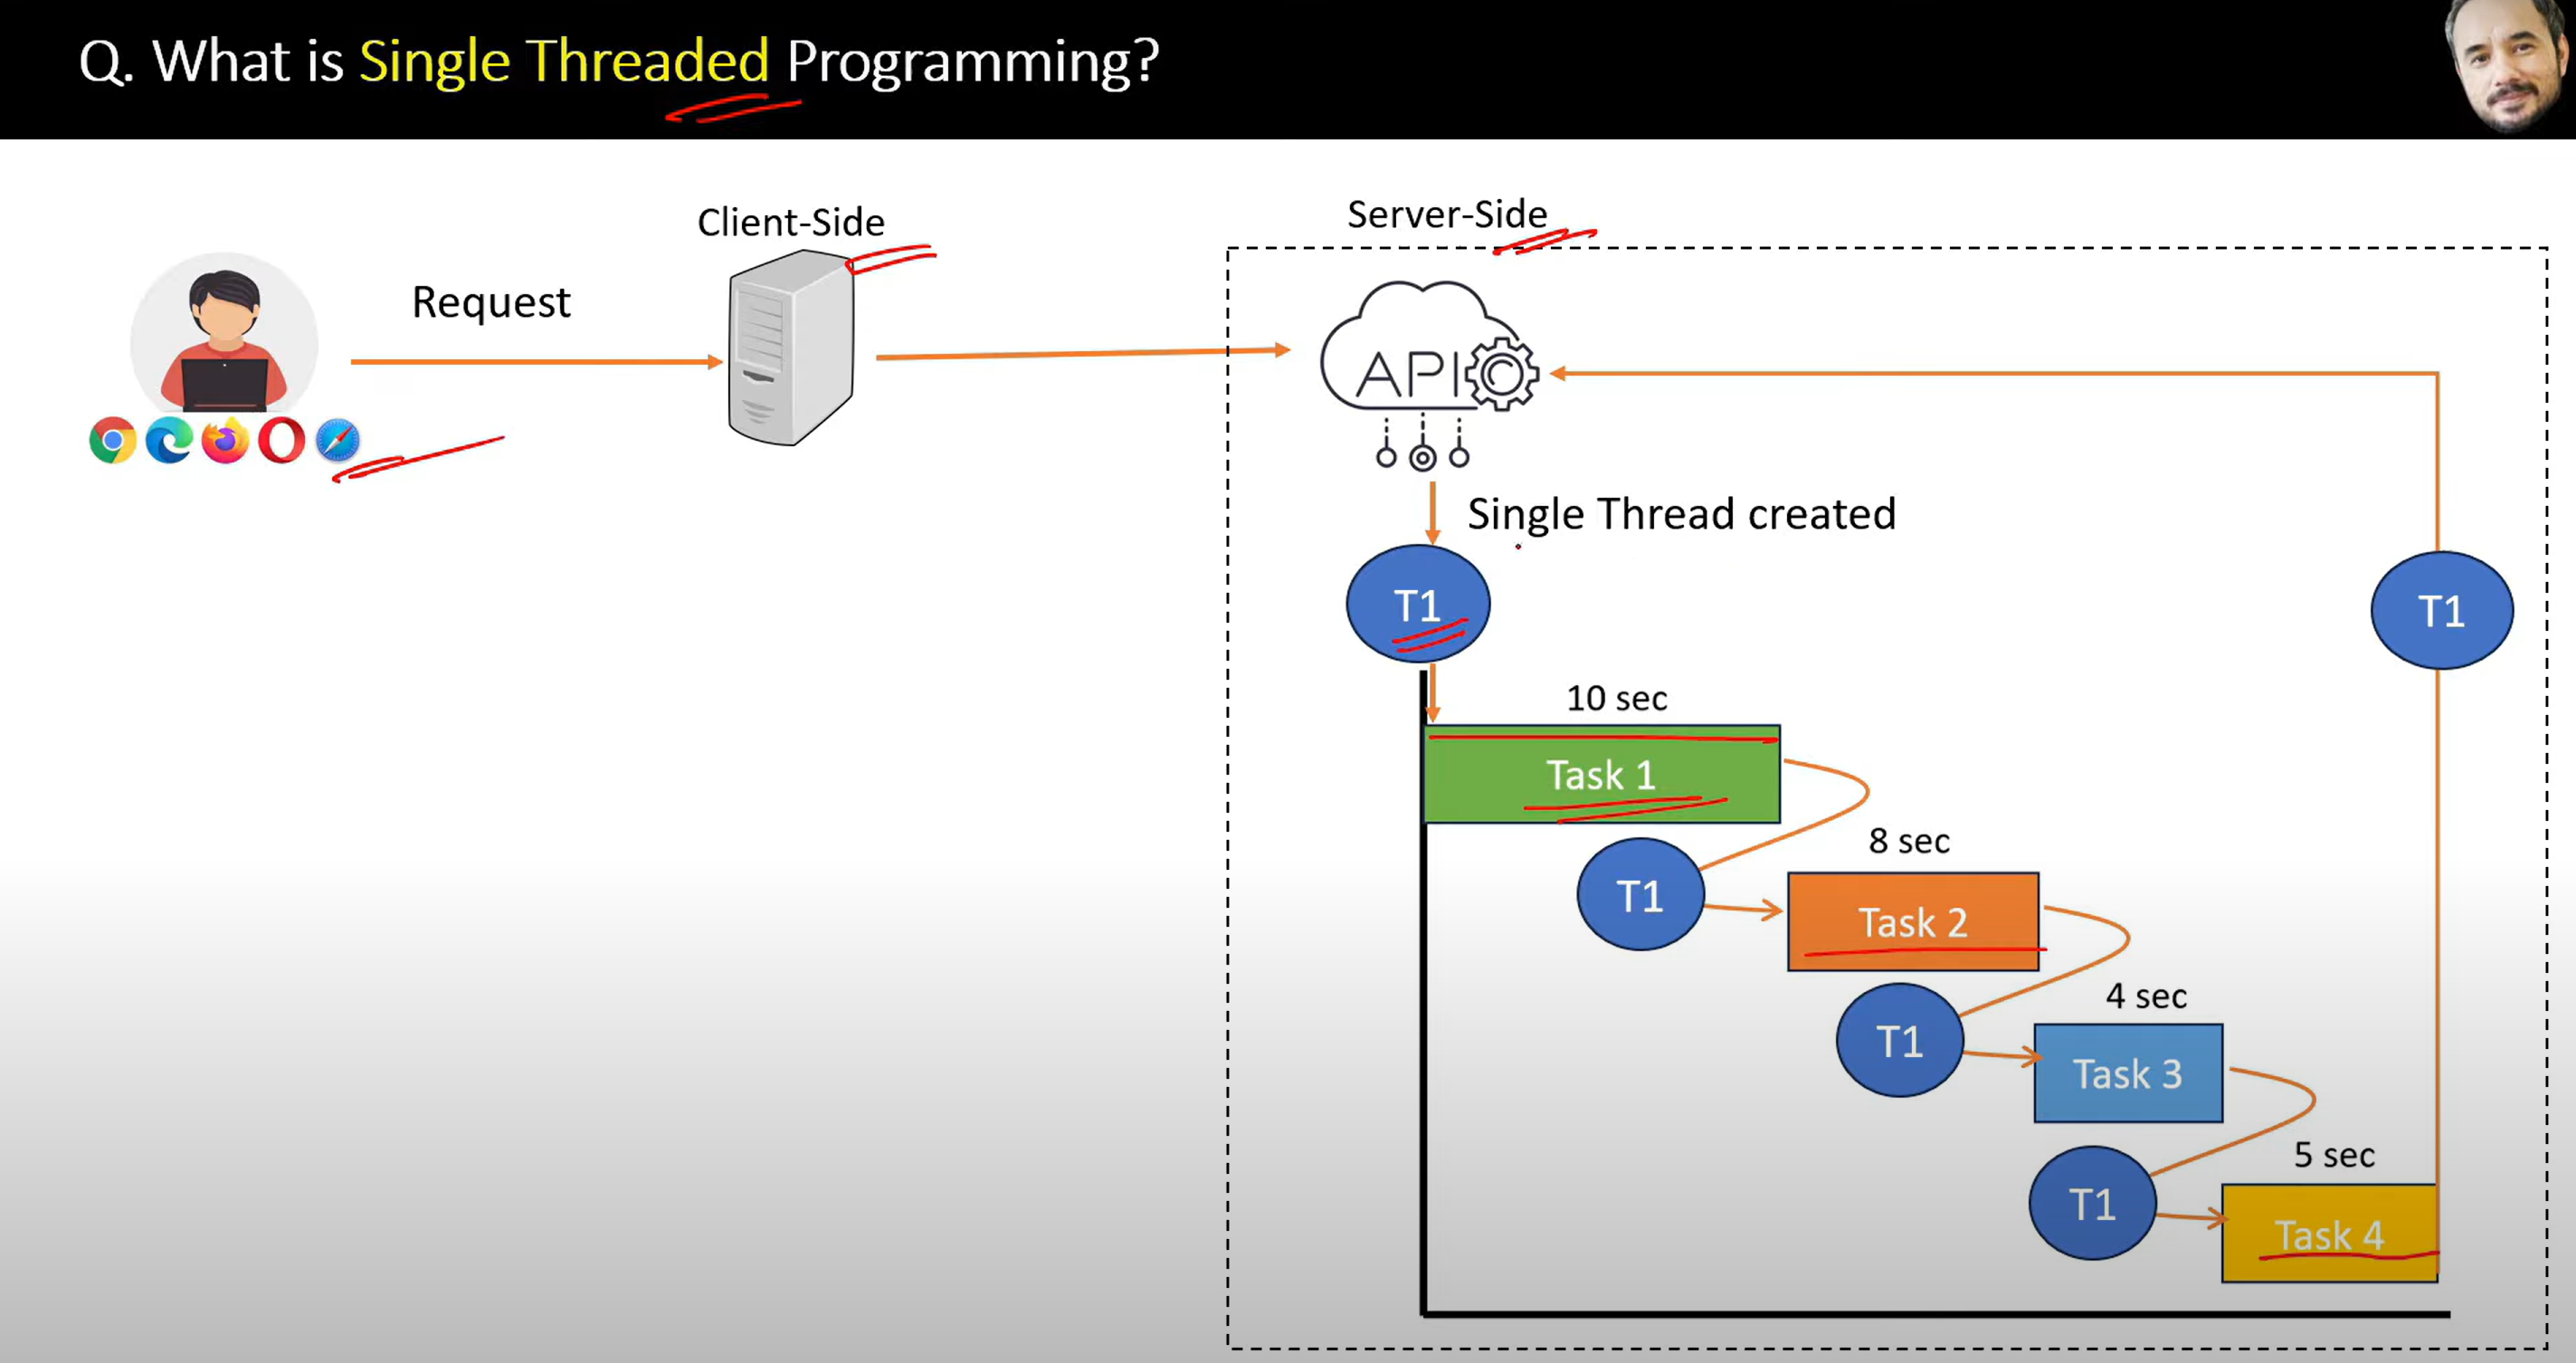 Q. What is Single Threaded Programming?
Client-Side
Server-Side
Request
API
Single Thread created
T1
T1
10 sec
Task 1
8 sec
T1
Task 2
4 sec
T1
Task 3
5 sec
T1
Task 4